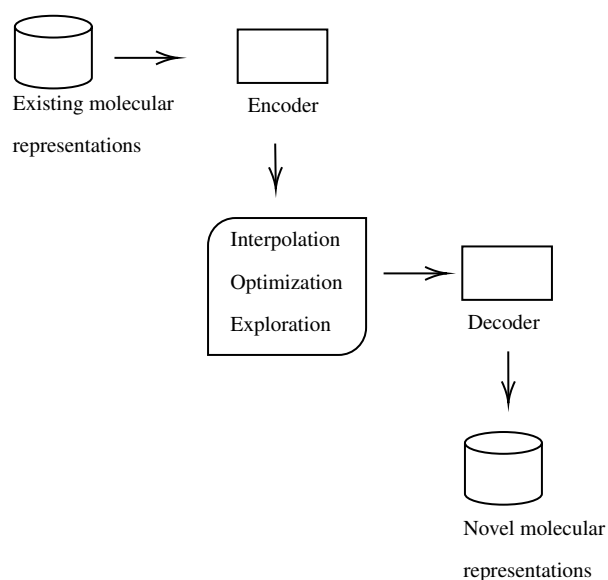 Existing molecular
representations
Encoder
Interpolation
Optimization
Exploration
Decoder
Novel molecular
representations